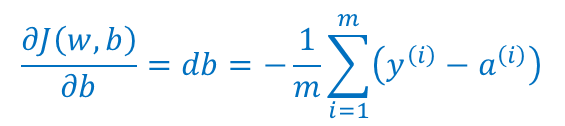 ∂J(w, b)/∂b = db = −1/m ∑_{i=1}^{m} (y^{(i)} − a^{(i)})